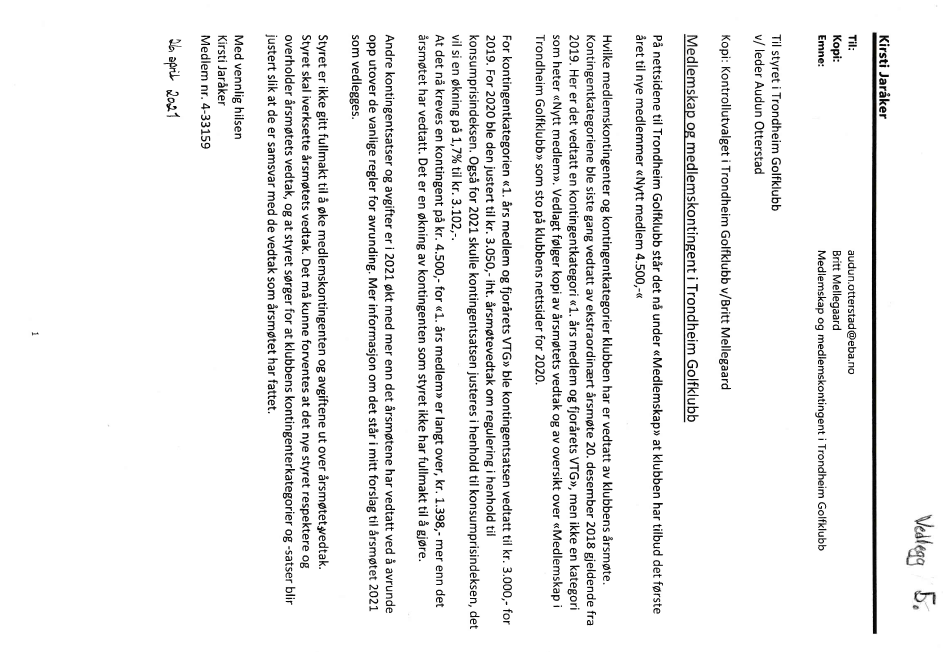 Vedlegg 5.
Kirsti Jaråker
Til: audun.otterstad@eba.no
Kopi: Britt Mellegaard
Emne: Medlemskap og medlemskontingent i Trondheim Golfklubb
Til styret i Trondheim Golfklubb
v/ leder Audun Otterstad
Kopi: Kontrollutvalget i Trondheim Golfklubb v/Britt Mellegaard
Medlemskap og medlemskontingent i Trondheim Golfklubb
På nettsidene til Trondheim Golfklubb står det nå under «Medlemskap» at klubben har tilbud det første
året til nye medlemmer «Nytt medlem 4.500,-«
Hvilke medlemskontingenter og kontingentkategorier klubben har er vedtatt av klubbens årsmøte.
Kontingentkategoriene ble siste gang vedtatt av ekstraordinært årsmøte 20. desember 2018 gjeldende fra
2019. Her er det vedtatt en kontingentkategori « 1. års medlem og fjorårets VTG», men ikke en kategori
som heter «Nytt medlem». Vedlagt følger kopi av årsmøtets vedtak og av oversikt over «Medlemskap i
Trondheim Golfklubb» som sto på klubbens nettsider for 2020.
For kontingentkategorien «1. års medlem og fjorårets VTG» ble kontingentsatsen vedtatt til kr. 3.000,- for
2019. For 2020 ble den justert til kr. 3.050,- iht. årsmøtevedtak om regulering i henhold til
konsumprisindeksen. Også for 2021 skulle kontingentsatsen justeres i henhold til konsumprisindeksen, det
vil si en økning på 1,7% til kr. 3.102,-.
At det nå kreves en kontingent på kr. 4.500,- for «1. års medlem» er langt over, kr. 1.398,- mer enn det
årsmøtet har vedtatt. Det er en økning av kontingenten som styret ikke har fullmakt til å gjøre.
Andre kontingentsatser og avgifter er i 2021 økt med mer enn det årsmøtene har vedtatt ved å avrunde
opp utover de vanlige regler for avrunding. Mer informasjon om det står i mitt forslag til årsmøtet 2021
som vedlegges.
Styret er ikke gitt fullmakt til å øke medlemskontingenten og avgiftene ut over årsmøtets vedtak.
Styret skal iverksette årsmøtets vedtak. Det må kunne forventes at det nye styret respektere og
overholder årsmøtets vedtak, og at styret sørger for at klubbens kontingenterkategorier og -satser blir
justert slik at de er samsvar med de vedtak som årsmøtet har fattet.
Med vennlig hilsen
Kirsti Jaråker
Medlem nr. 4-33159
26. april 2021
1